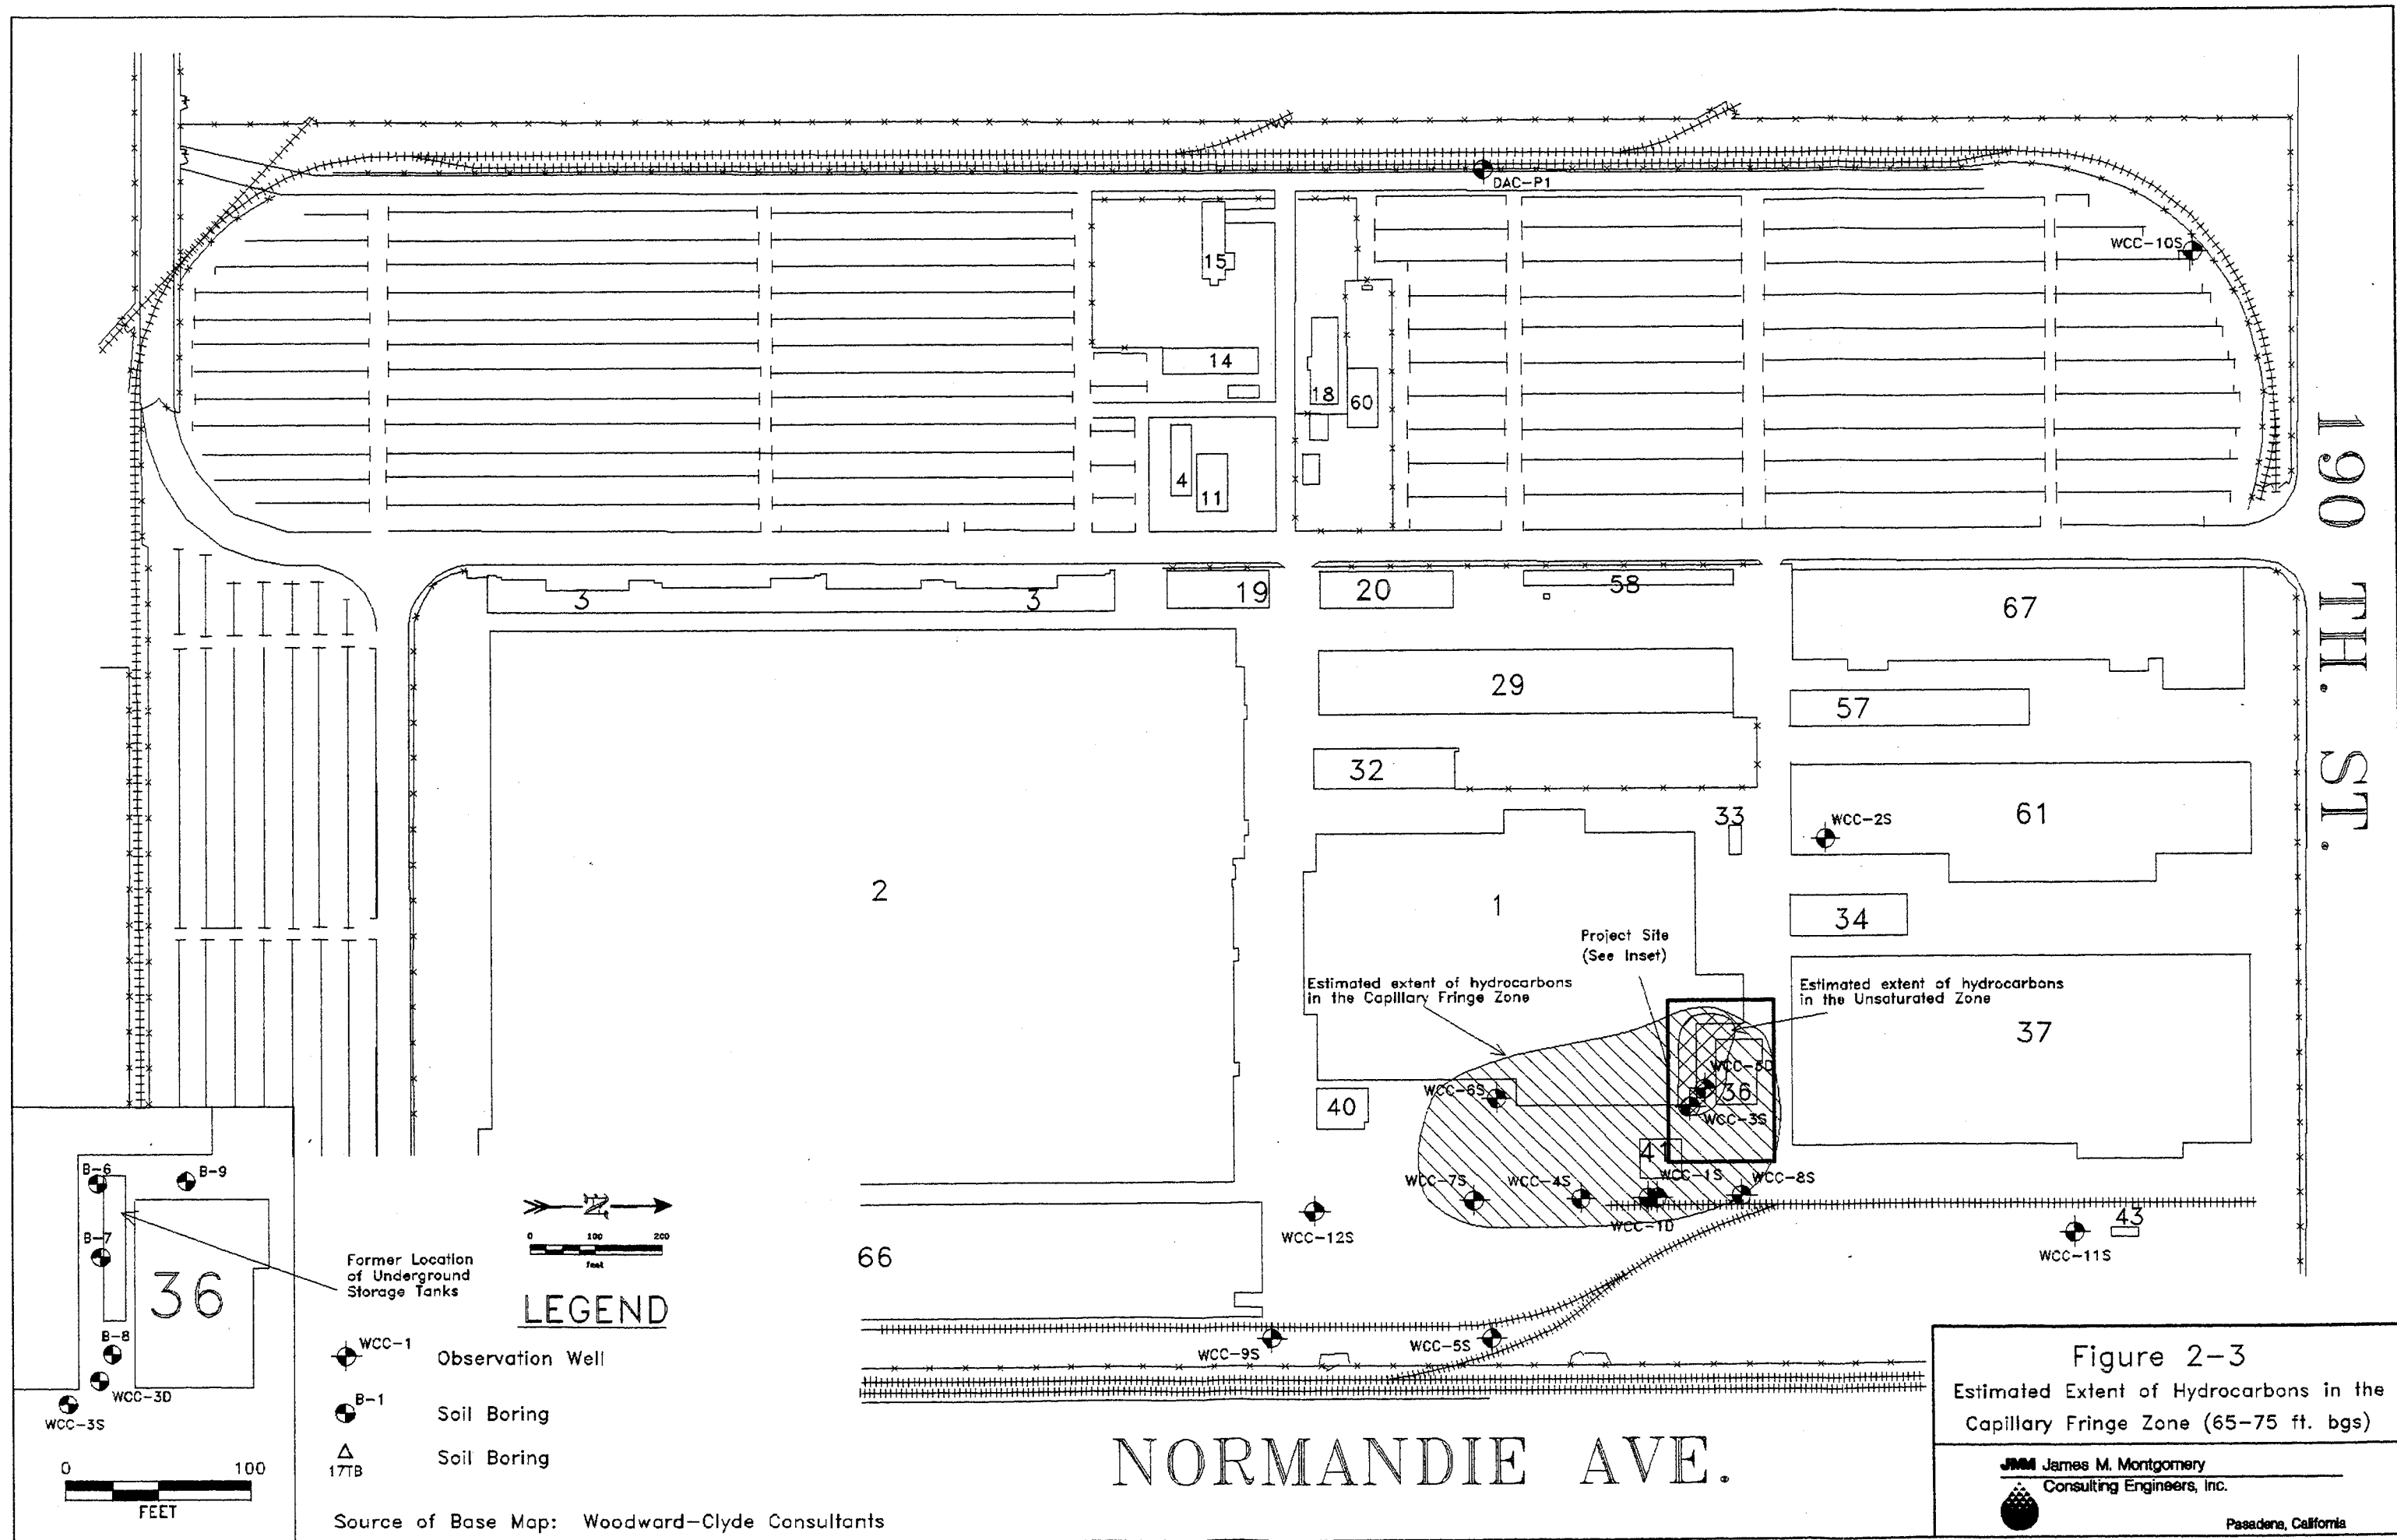 DAC-P1
WCC-10S
15
14
18
60
4
11
190 TH. ST.
3
3
19
20
58
67
29
57
32
33
61
WCC-2S
2
1
34
Project Site
(See Inset)
Estimated extent of hydrocarbons
in the Capillary Fringe Zone
Estimated extent of hydrocarbons
in the Unsaturated Zone
37
WCC-3D
36
WCC-6S
WCC-3S
40
41
WCC-1S
WCC-8S
WCC-7S
WCC-4S
WCC-1D
WCC-12S
43
WCC-11S
66
WCC-9S
WCC-5S
NORMANDIE AVE.
B-6
B-9
B-7
36
B-8
WCC-3D
WCC-3S
0 100
FEET
Former Location
of Underground
Storage Tanks
N
0 100 200
feet
LEGEND
WCC-1 Observation Well
B-1 Soil Boring
17TB Soil Boring
Source of Base Map: Woodward-Clyde Consultants
Figure 2-3
Estimated Extent of Hydrocarbons in the
Capillary Fringe Zone (65-75 ft. bgs)
JMM James M. Montgomery
Consulting Engineers, Inc.
Pasadena, California